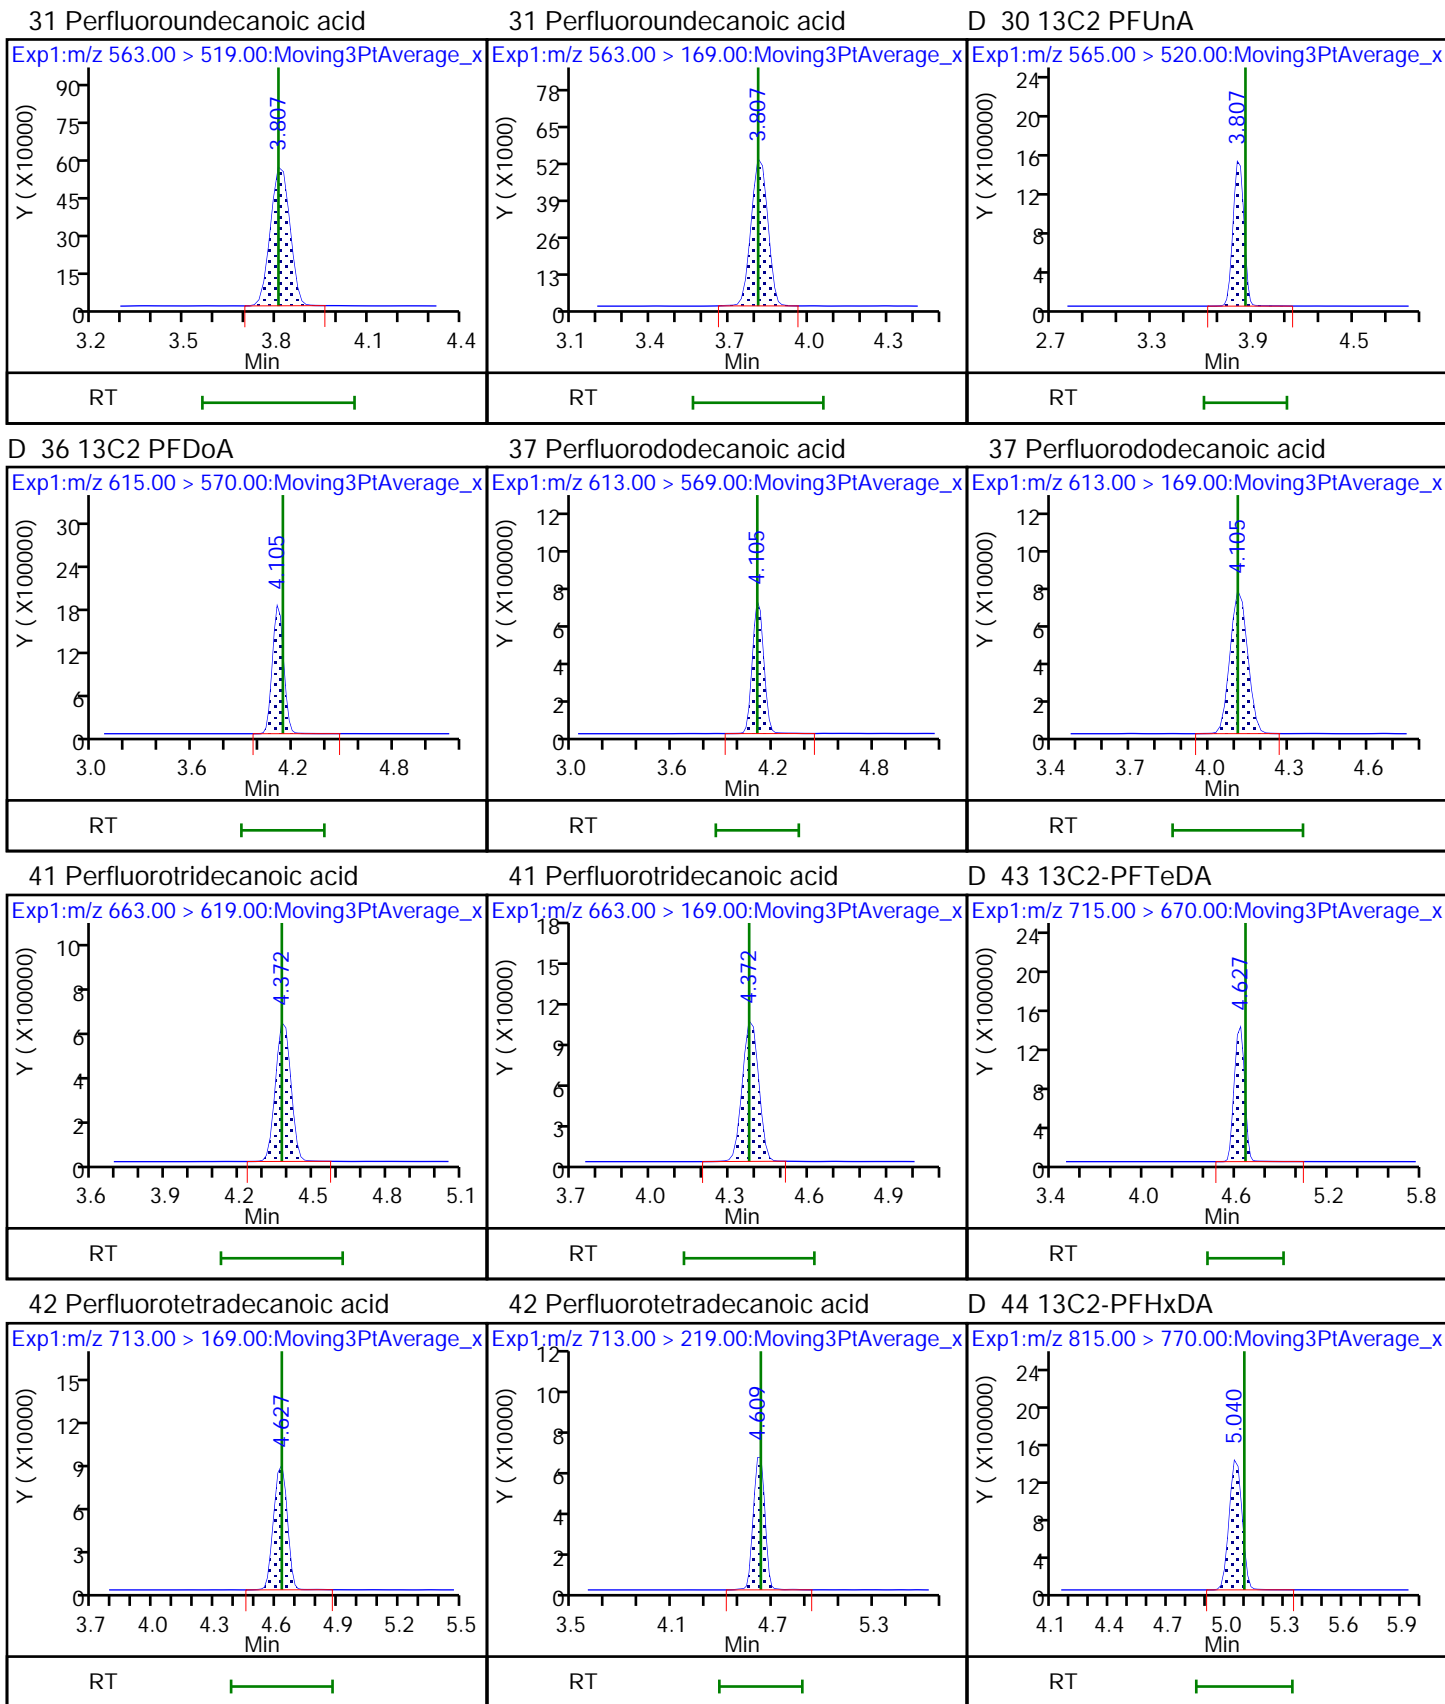 31 Perfluoroundecanoic acid
Exp1:m/z 563.00 > 519.00:Moving3PtAverage_x
Y ( X10000)
90
75
60
45
30
15
0
3.807
3.2 3.5 3.8 4.1 4.4
Min
RT
31 Perfluoroundecanoic acid
Exp1:m/z 563.00 > 169.00:Moving3PtAverage_x
Y ( X1000)
78
65
52
39
26
13
0
3.807
3.1 3.4 3.7 4.0 4.3
Min
RT
D 30 13C2 PFUnA
Exp1:m/z 565.00 > 520.00:Moving3PtAverage_x
Y ( X100000)
24
20
16
12
8
4
0
3.807
2.7 3.3 3.9 4.5
Min
RT
D 36 13C2 PFDoA
Exp1:m/z 615.00 > 570.00:Moving3PtAverage_x
Y ( X100000)
30
24
18
12
6
0
4.105
3.0 3.6 4.2 4.8
Min
RT
37 Perfluorododecanoic acid
Exp1:m/z 613.00 > 569.00:Moving3PtAverage_x
Y ( X100000)
12
10
8
6
4
2
0
4.105
3.0 3.6 4.2 4.8
Min
RT
37 Perfluorododecanoic acid
Exp1:m/z 613.00 > 169.00:Moving3PtAverage_x
Y ( X10000)
12
10
8
6
4
2
0
4.105
3.4 3.7 4.0 4.3 4.6
Min
RT
41 Perfluorotridecanoic acid
Exp1:m/z 663.00 > 619.00:Moving3PtAverage_x
Y ( X100000)
10
8
6
4
2
0
4.372
3.6 3.9 4.2 4.5 4.8 5.1
Min
RT
41 Perfluorotridecanoic acid
Exp1:m/z 663.00 > 169.00:Moving3PtAverage_x
Y ( X10000)
18
15
12
9
6
3
0
4.372
3.7 4.0 4.3 4.6 4.9
Min
RT
D 43 13C2-PFTeDA
Exp1:m/z 715.00 > 670.00:Moving3PtAverage_x
Y ( X100000)
24
20
16
12
8
4
0
4.627
3.4 4.0 4.6 5.2 5.8
Min
RT
42 Perfluorotetradecanoic acid
Exp1:m/z 713.00 > 169.00:Moving3PtAverage_x
Y ( X10000)
15
12
9
6
3
0
4.627
3.7 4.0 4.3 4.6 4.9 5.2 5.5
Min
RT
42 Perfluorotetradecanoic acid
Exp1:m/z 713.00 > 219.00:Moving3PtAverage_x
Y ( X10000)
12
10
8
6
4
2
0
4.609
3.5 4.1 4.7 5.3
Min
RT
D 44 13C2-PFHxDA
Exp1:m/z 815.00 > 770.00:Moving3PtAverage_x
Y ( X100000)
24
20
16
12
8
4
0
5.040
4.1 4.4 4.7 5.0 5.3 5.6 5.9
Min
RT